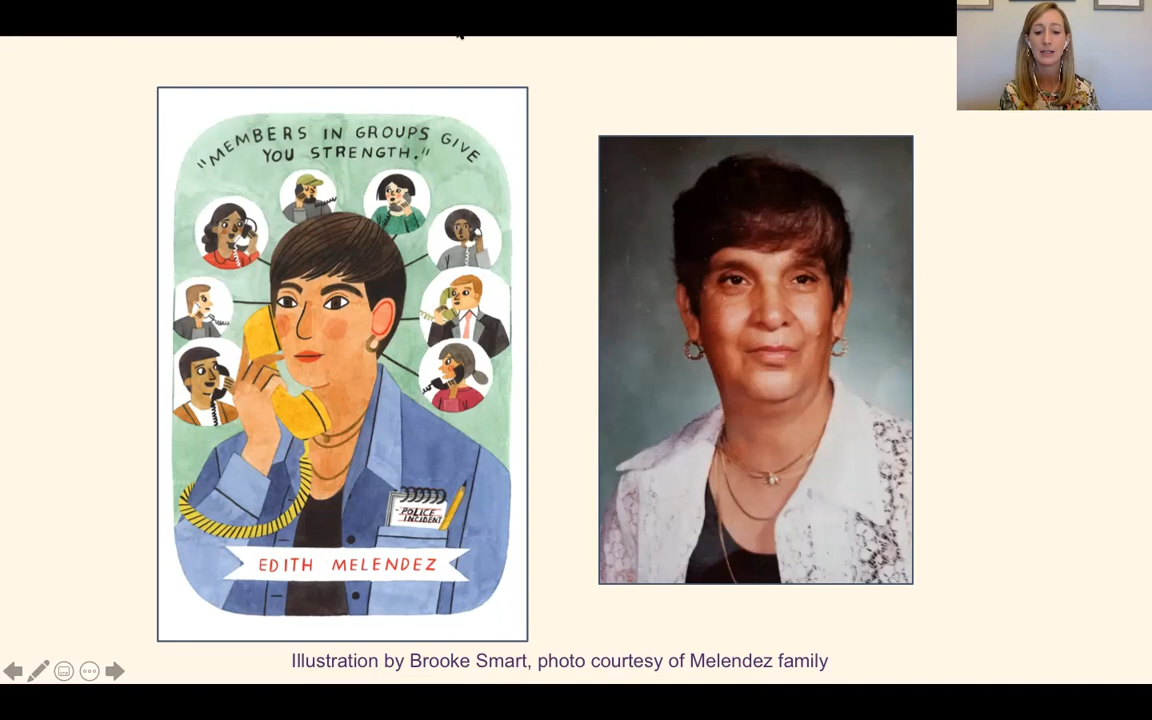 "MEMBERS IN GROUPS GIVE
YOU STRENGTH."
POLICE
INCIDENT
EDITH MELENDEZ
Illustration by Brooke Smart, photo courtesy of Melendez family